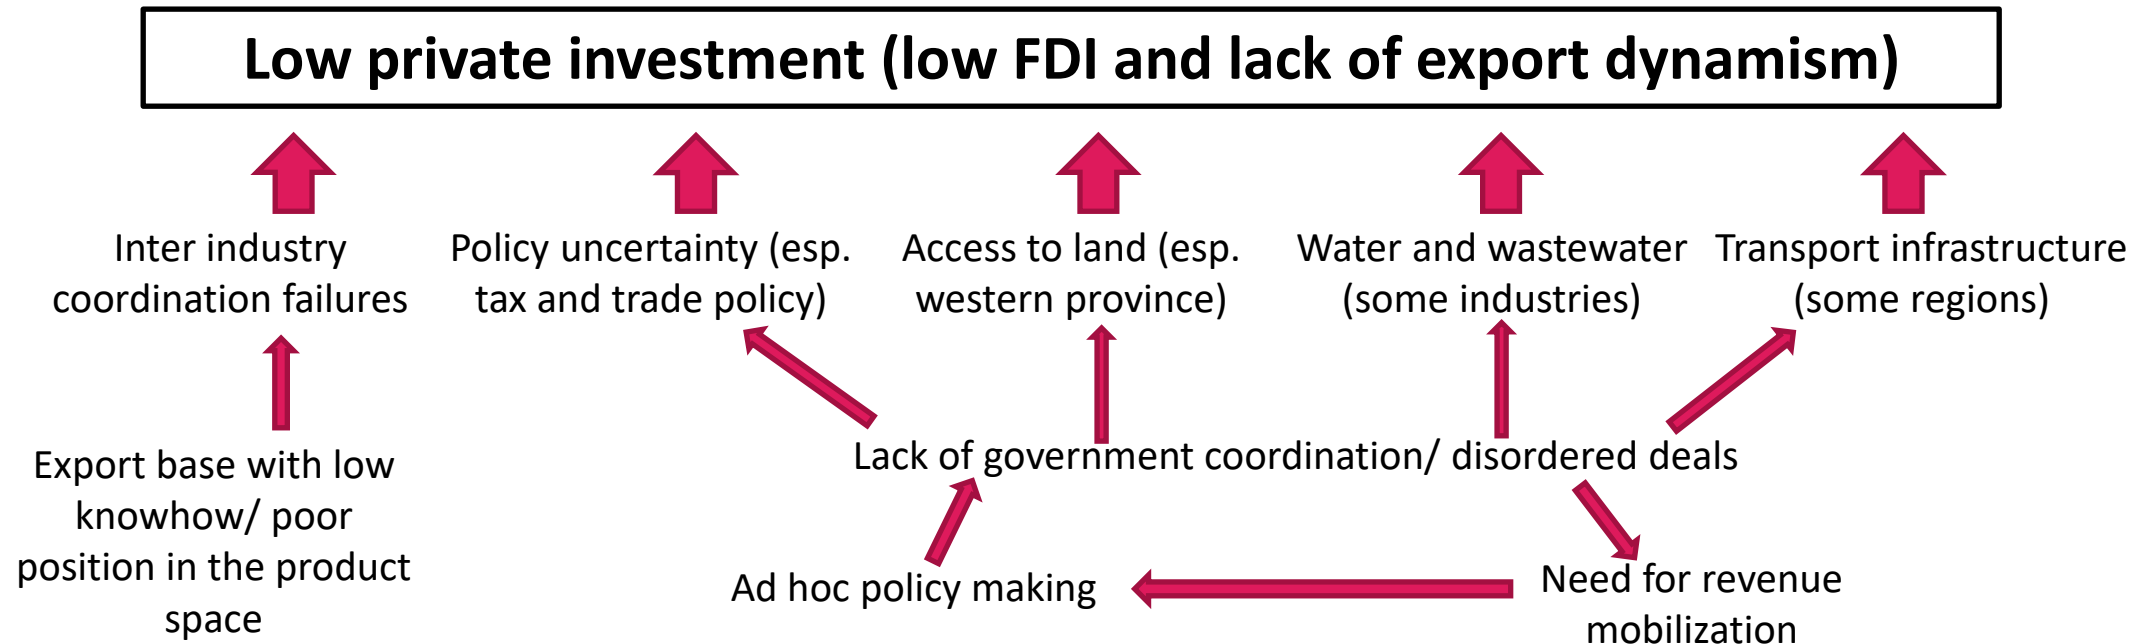 Low private investment (low FDI and lack of export dynamism)
Inter industry
coordination failures
Policy uncertainty (esp.
tax and trade policy)
Access to land (esp.
western province)
Water and wastewater
(some industries)
Transport infrastructure
(some regions)
Export base with low
knowhow/ poor
position in the product
space
Lack of government coordination/ disordered deals
Ad hoc policy making
Need for revenue
mobilization